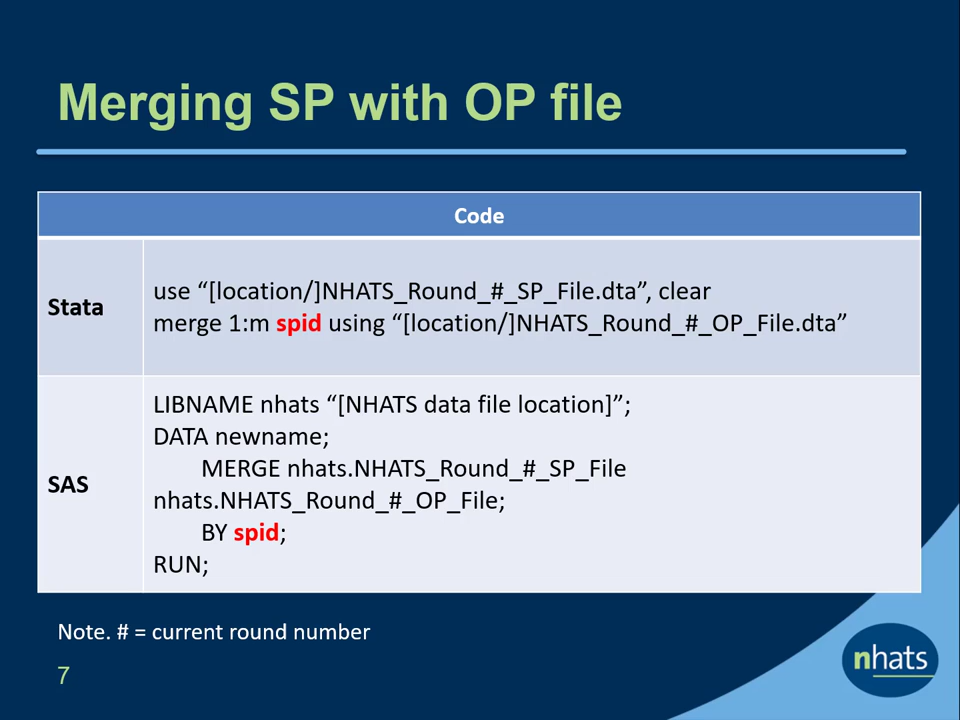 Merging SP with OP file
Code
Stata
use “[location/]NHATS_Round_#_SP_File.dta”, clear
merge 1:m spid using “[location/]NHATS_Round_#_OP_File.dta”
SAS
LIBNAME nhats “[NHATS data file location]”;
DATA newname;
MERGE nhats.NHATS_Round_#_SP_File
nhats.NHATS_Round_#_OP_File;
BY spid;
RUN;
Note. # = current round number
7
nhats